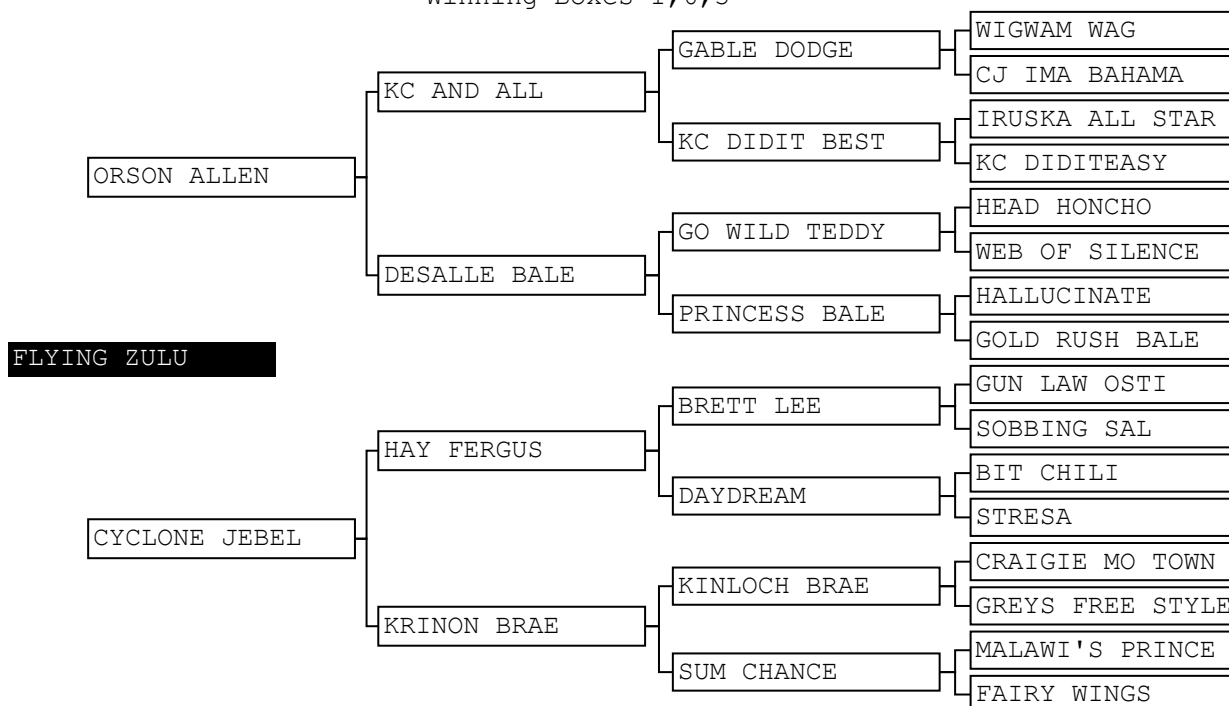 WIGWAM WAG
GABLE DODGE
CJ IMA BAHAMA
KC AND ALL
IRUSKA ALL STAR
KC DIDIT BEST
KC DIDITEASY
ORSON ALLEN
HEAD HONCHO
GO WILD TEDDY
WEB OF SILENCE
DESALLE BALE
HALLUCINATE
PRINCESS BALE
GOLD RUSH BALE
FLYING ZULU
GUN LAW OSTI
BRETT LEE
SOBBING SAL
HAY FERGUS
BIT CHILI
DAYDREAM
STRESA
CYCLONE JEBEL
CRAIGIE MO TOWN
KINLOCH BRAE
GREYS FREE STYLE
KRINON BRAE
MALAWI'S PRINCE
SUM CHANCE
FAIRY WINGS